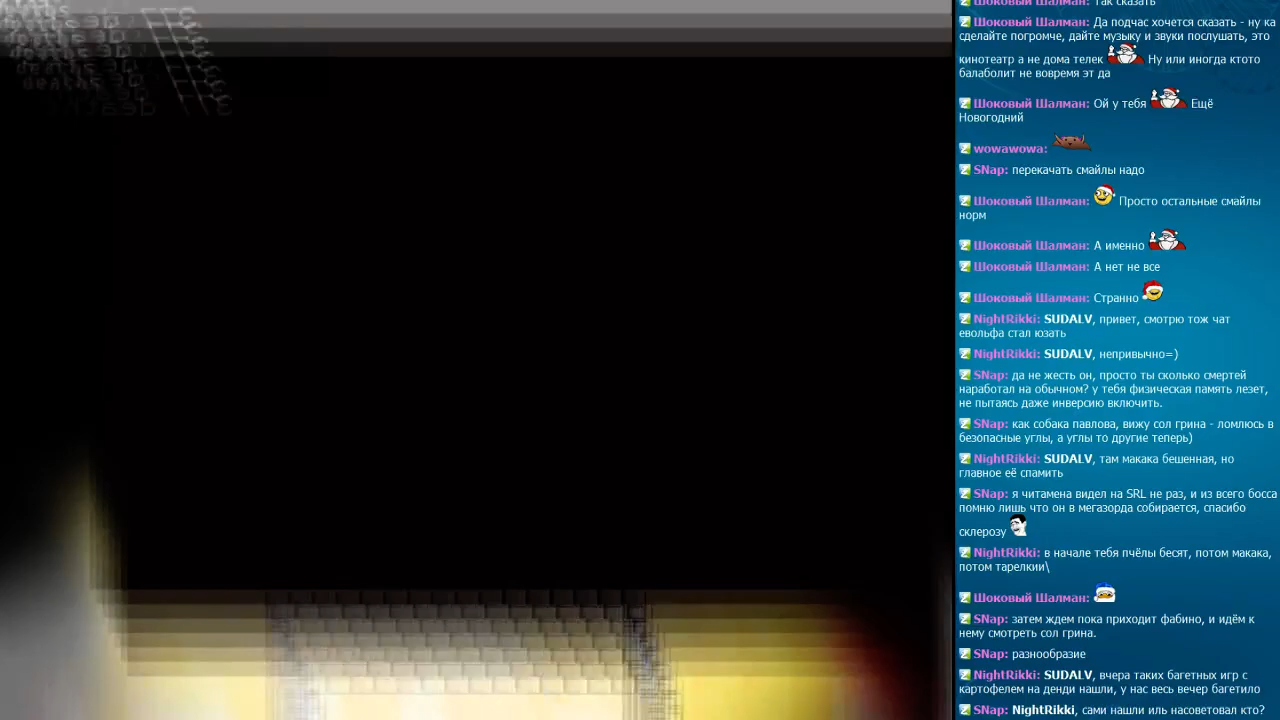 Шоковый Шалман: Так сказать
Шоковый Шалман: Да подчас хочется сказать - ну ка
сделайте погромче, дайте музыку и звуки послушать, это
кинотеатр а не дома телек Ну или иногда ктото
балаболит не вовремя эт да
Шоковый Шалман: Ой у тебя Ещё
Новогодний
wowawowa:
SNap: перекачать смайлы надо
Шоковый Шалман: Просто остальные смайлы
норм
Шоковый Шалман: А именно
Шоковый Шалман: А нет не все
Шоковый Шалман: Странно
NightRikki: SUDALV, привет, смотрю тож чат
евольфа стал юзать
NightRikki: SUDALV, непривычно=)
SNap: да не жесть он, просто ты сколько смертей
наработал на обычном? у тебя физическая память лезет,
не пытаясь даже инверсию включить.
SNap: как собака павлова, вижу сол грина - ломлюсь в
безопасные углы, а углы то другие теперь)
NightRikki: SUDALV, там макака бешенная, но
главное её спамить
SNap: я читамена видел на SRL не раз, и из всего босса
помню лишь что он в мегазорда собирается, спасибо
склерозу
NightRikki: в начале тебя пчёлы бесят, потом макака,
потом тарелкии\
Шоковый Шалман:
SNap: затем ждем пока приходит фабино, и идём к
нему смотреть сол грина.
SNap: разнообразие
NightRikki: SUDALV, вчера таких багетных игр с
картофелем на денди нашли, у нас весь вечер багетило
SNap: NightRikki, сами нашли иль насоветовал кто?